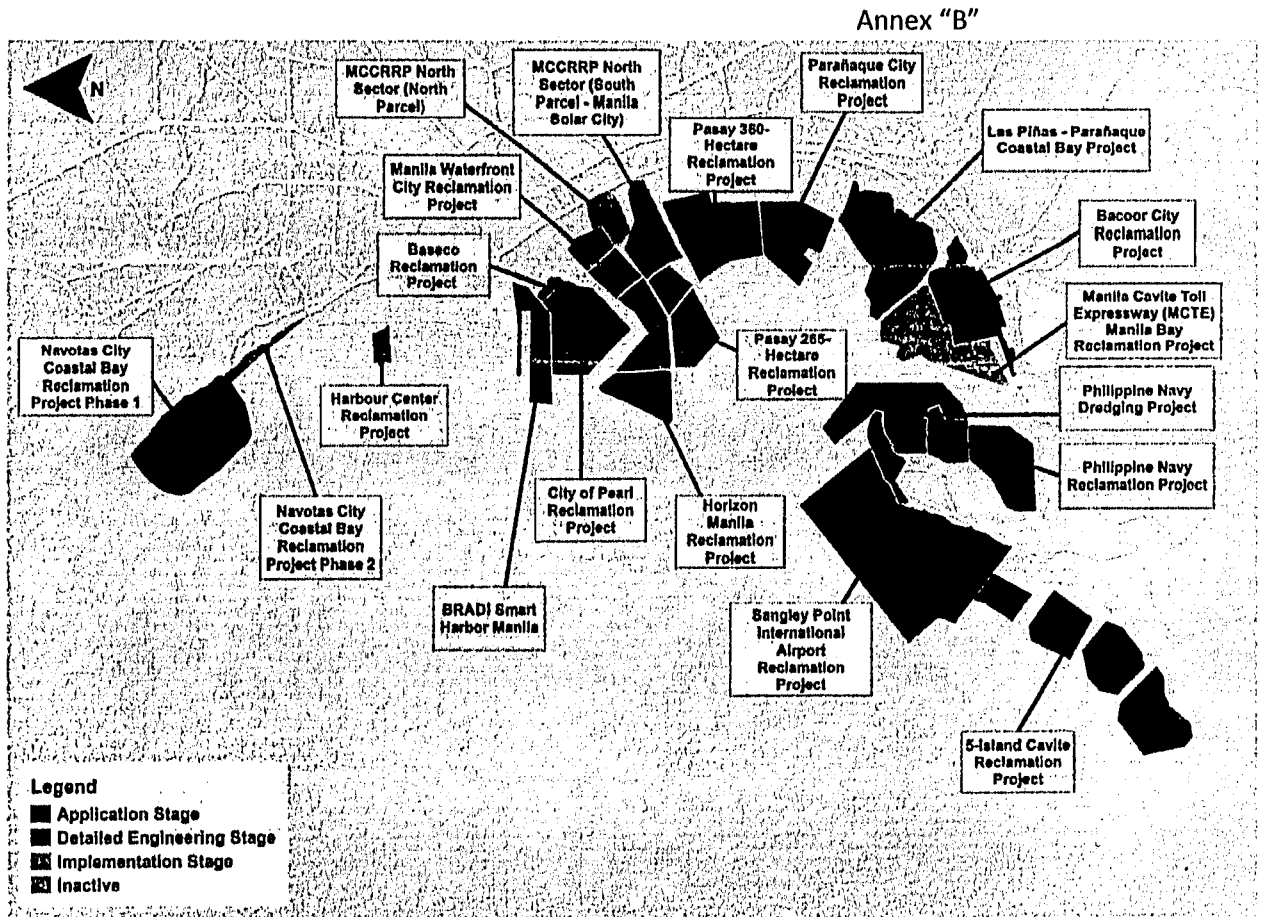 Annex "B"
N
MCCRRP North
Sector (North
Parcel)
MCCRRP North
Sector (South
Parcel - Manila
Solar City)
Parañaque City
Reclamation
Project
Pasay 360-
Hectare
Reclamation
Project
Las Piñas - Parañaque
Coastal Bay Project
Manila Waterfront
City Reclamation
Project
Bacoor City
Reclamation
Project
Baseco
Reclamation
Project
Manila Cavite Toll
Expressway (MCTE)
Manila Bay
Reclamation Project
Navotas City
Coastal Bay
Reclamation
Project Phase 1
Harbour Center
Reclamation
Project
Pasay 265-
Hectare
Reclamation
Project
Philippine Navy
Dredging Project
Philippine Navy
Reclamation Project
Navotas City
Coastal Bay
Reclamation
Project Phase 2
City of Pearl
Reclamation
Project
Horizon
Manila
Reclamation
Project
BRADI Smart
Harbor Manila
Sangley Point
International
Airport
Reclamation
Project
5-Island Cavite
Reclamation
Project
Legend
Application Stage
Detailed Engineering Stage
Implementation Stage
Inactive